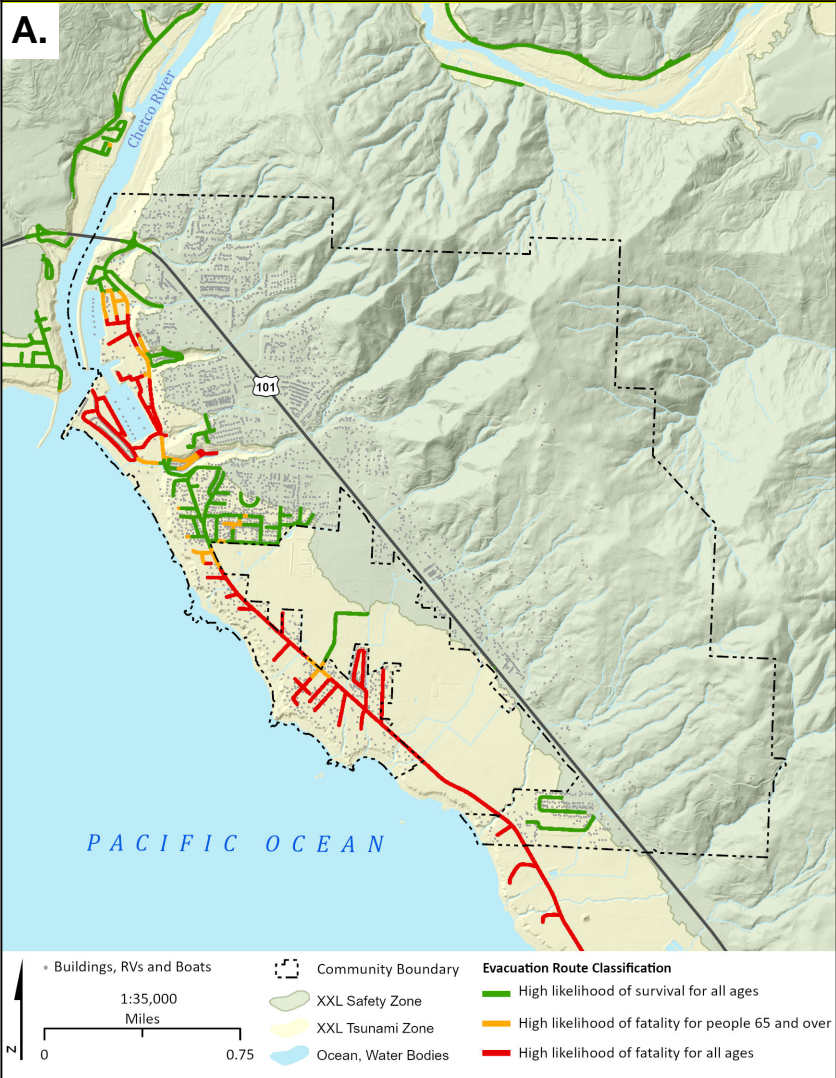 A.
Chetco River
101
PACIFIC OCEAN
Buildings, RVs and Boats
1:35,000
Miles
0 0.75
N
Community Boundary
XXL Safety Zone
XXL Tsunami Zone
Ocean, Water Bodies
Evacuation Route Classification
High likelihood of survival for all ages
High likelihood of fatality for people 65 and over
High likelihood of fatality for all ages